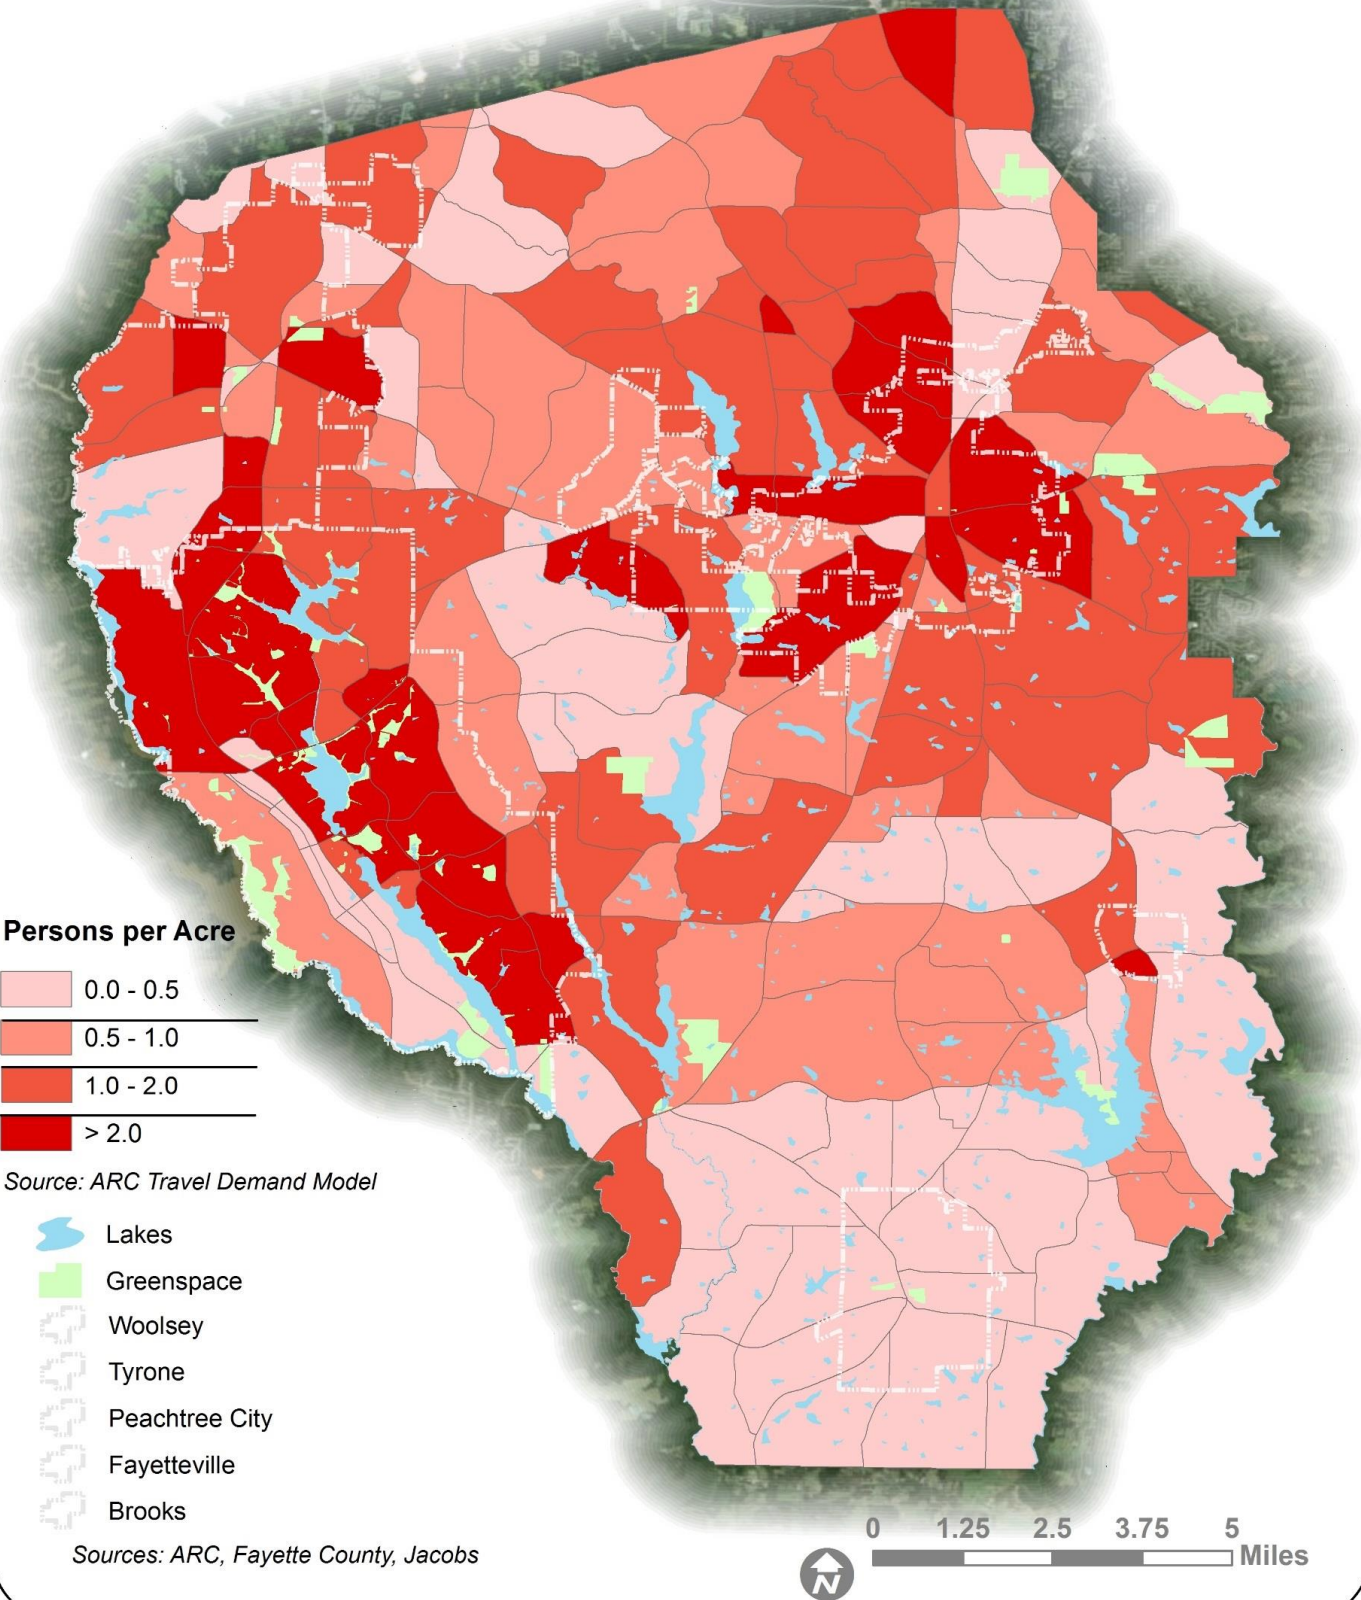 Persons per Acre
0.0 - 0.5
0.5 - 1.0
1.0 - 2.0
> 2.0
Source: ARC Travel Demand Model
Lakes
Greenspace
Woolsey
Tyrone
Peachtree City
Fayetteville
Brooks
Sources: ARC, Fayette County, Jacobs
0 1.25 2.5 3.75 5
Miles
N